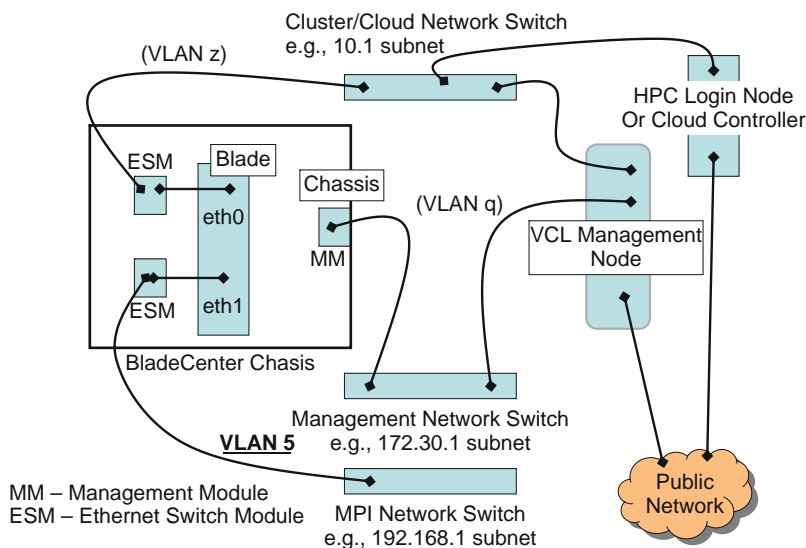 Cluster/Cloud Network Switch
e.g., 10.1 subnet
(VLAN z)
HPC Login Node
Or Cloud Controller
ESM
Blade
Chassis
eth0
MM
(VLAN q)
VCL Management
Node
ESM
eth1
BladeCenter Chasis
Management Network Switch
e.g., 172.30.1 subnet
VLAN 5
Public
Network
MM – Management Module
ESM – Ethernet Switch Module
MPI Network Switch
e.g., 192.168.1 subnet